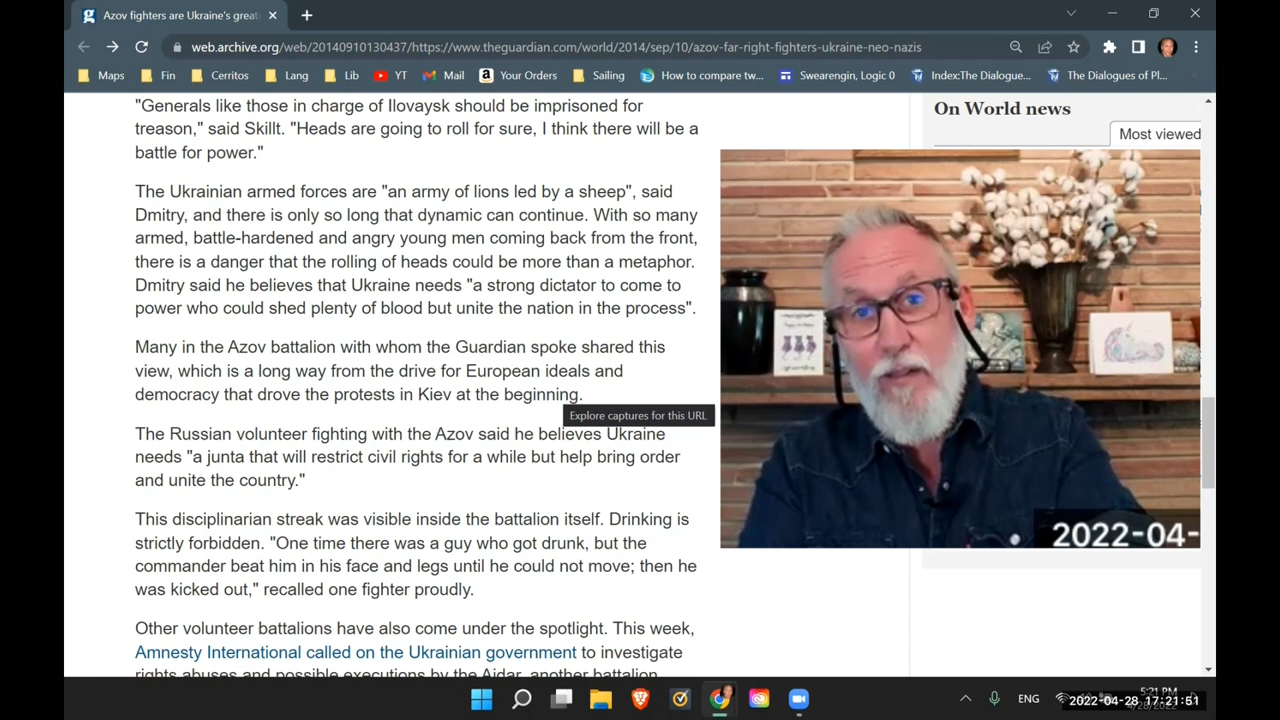 Azov fighters are Ukraine's great
web.archive.org/web/20140910130437/https://www.theguardian.com/world/2014/sep/10/azov-far-right-fighters-ukraine-neo-nazis
Maps Fin Cerritos Lang Lib YT Mail Your Orders Sailing How to compare tw... Swearengin, Logic 0 Index:The Dialogue... The Dialogues of Pl...
"Generals like those in charge of Ilovaysk should be imprisoned for
treason," said Skillt. "Heads are going to roll for sure, I think there will be a
battle for power."
The Ukrainian armed forces are "an army of lions led by a sheep", said
Dmitry, and there is only so long that dynamic can continue. With so many
armed, battle-hardened and angry young men coming back from the front,
there is a danger that the rolling of heads could be more than a metaphor.
Dmitry said he believes that Ukraine needs "a strong dictator to come to
power who could shed plenty of blood but unite the nation in the process".
Many in the Azov battalion with whom the Guardian spoke shared this
view, which is a long way from the drive for European ideals and
democracy that drove the protests in Kiev at the beginning.
Explore captures for this URL
The Russian volunteer fighting with the Azov said he believes Ukraine
needs "a junta that will restrict civil rights for a while but help bring order
and unite the country."
This disciplinarian streak was visible inside the battalion itself. Drinking is
strictly forbidden. "One time there was a guy who got drunk, but the
commander beat him in his face and legs until he could not move; then he
was kicked out," recalled one fighter proudly.
Other volunteer battalions have also come under the spotlight. This week,
Amnesty International called on the Ukrainian government to investigate
rights abuses and possible executions by the Aidar, another battalion.
On World news
Most viewed
2022-04-
ENG
5:21 PM
2022-04-28 17:21:51